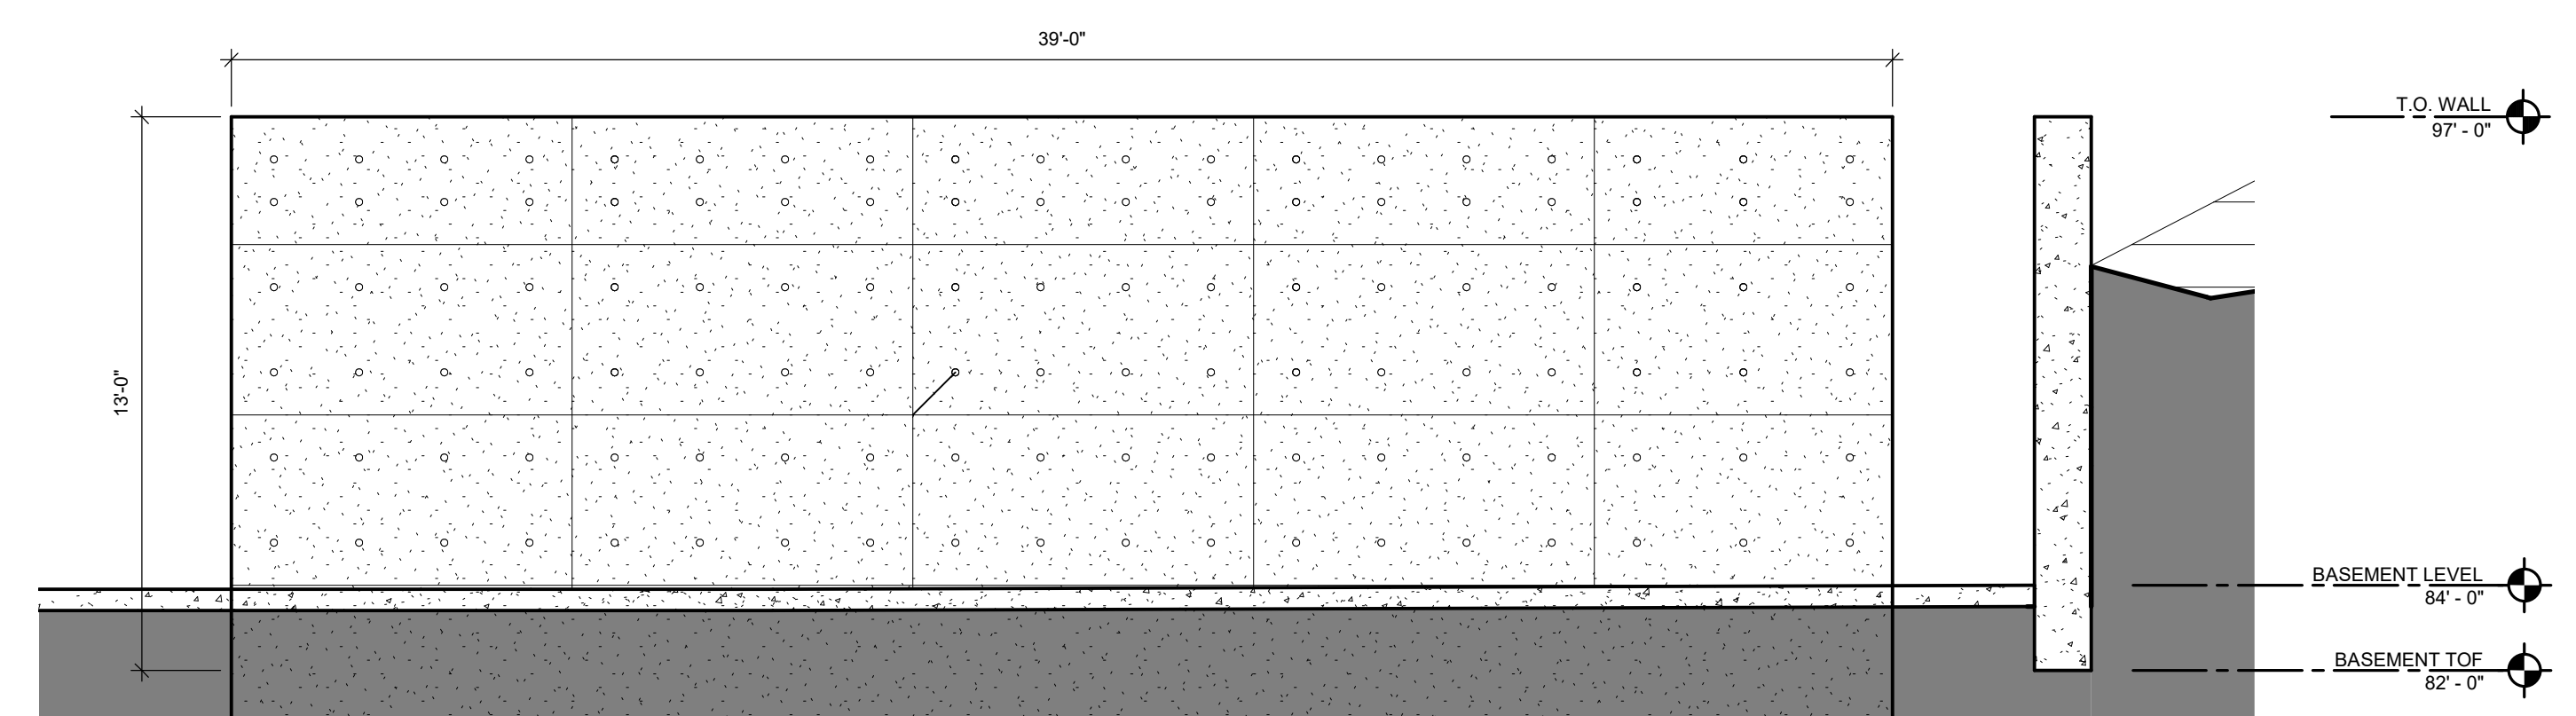 39'-0"
T.O. WALL
97' - 0"
13'-0"
BASEMENT LEVEL
84' - 0"
BASEMENT TOF
82' - 0"